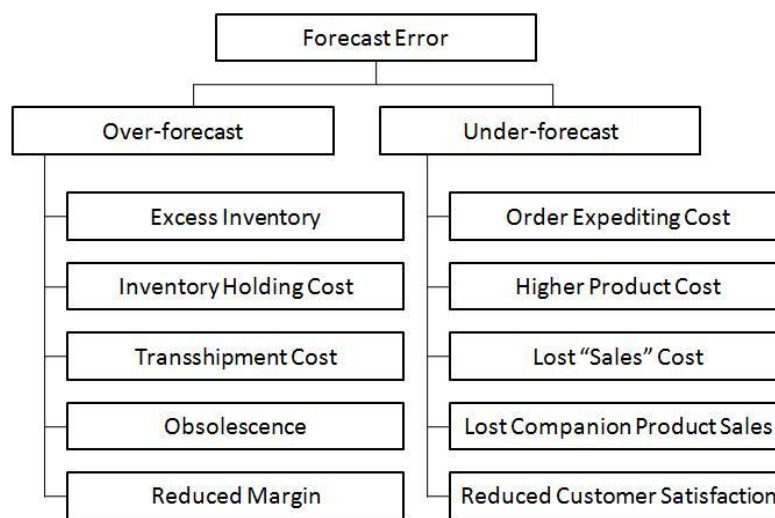 Forecast Error
Over-forecast
Under-forecast
Excess Inventory
Order Expediting Cost
Inventory Holding Cost
Higher Product Cost
Transshipment Cost
Lost “Sales” Cost
Obsolescence
Lost Companion Product Sales
Reduced Margin
Reduced Customer Satisfaction